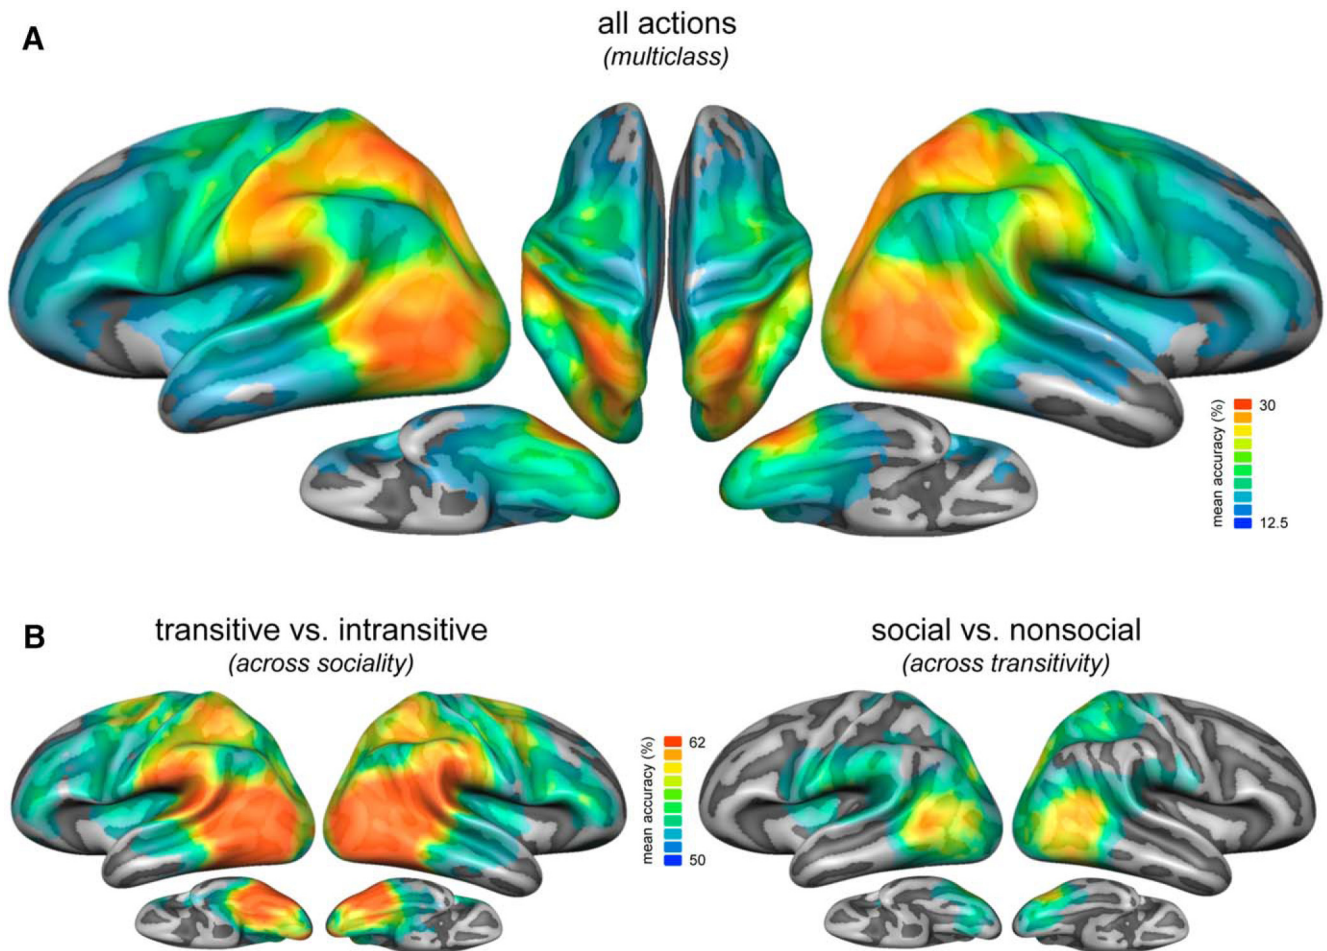 A
all actions
(multiclass)
mean accuracy (%)
30
12.5
B
transitive vs. intransitive
(across sociality)
social vs. nonsocial
(across transitivity)
mean accuracy (%)
62
50